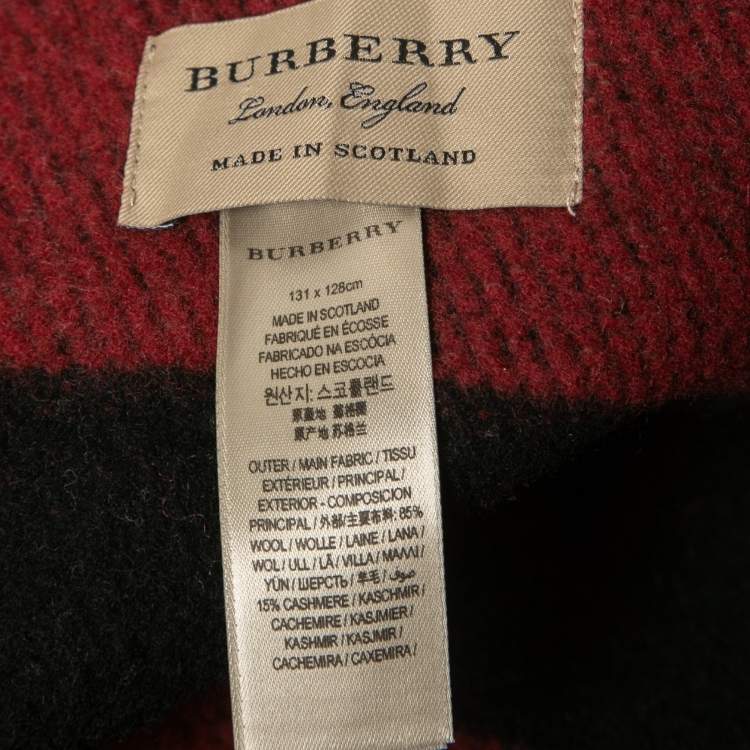 BURBERRY
London, England
MADE IN SCOTLAND
BURBERRY
131 x 128cm
MADE IN SCOTLAND
FABRIQUÉ EN ÉCOSSE
FABRICADO NA ESCÓCIA
HECHO EN ESCOCIA
원산지: 스코틀랜드
原產地 蘇格蘭
原产地 苏格兰
OUTER / MAIN FABRIC / TISSU
EXTÉRIEUR / PRINCIPAL /
EXTERIOR - COMPOSICION
PRINCIPAL / 外部/主要布料: 85%
WOOL / WOLLE / LAINE / LANA /
WOL / ULL / LÃ / VILLA / ΜΑΛΛΙ /
YÜN / ШЕРСТЬ / 羊毛 / صوف /
15% CASHMERE / KASCHMIR /
CACHEMIRE / KASJMIER /
KASHMIR / KASJMIR /
CACHEMIRA / CAXEMIRA /